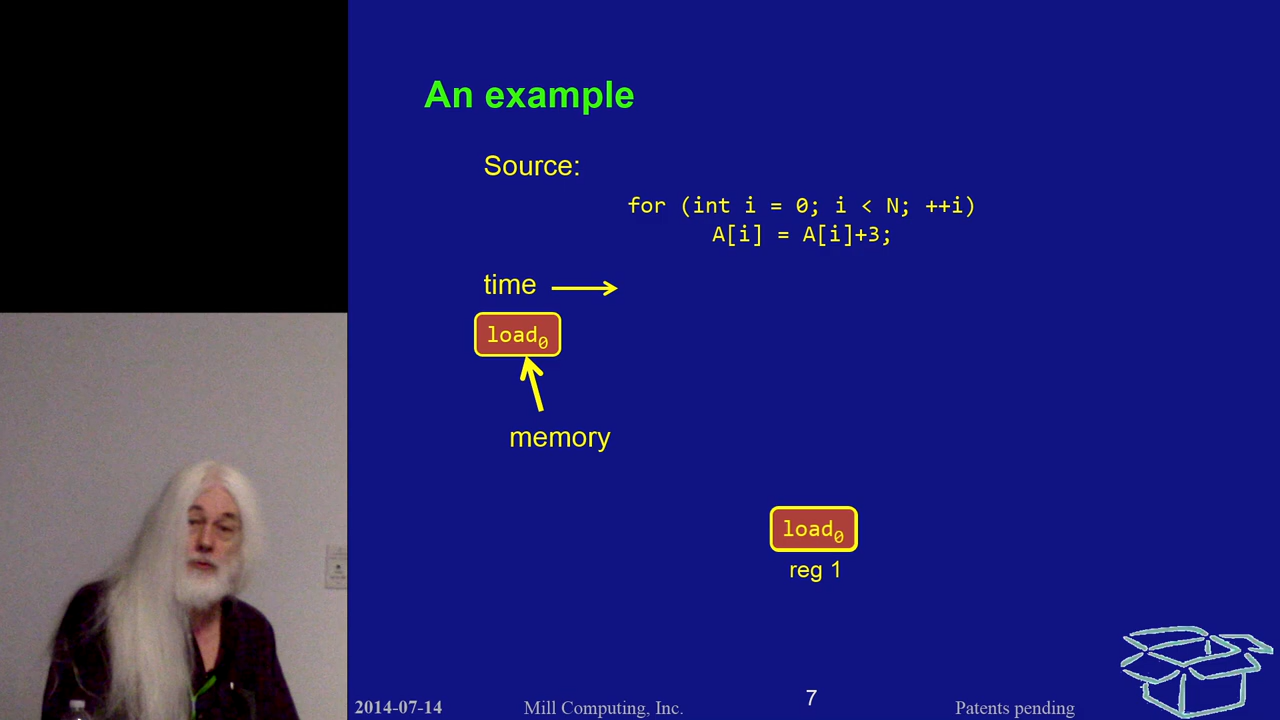 An example
Source:
for (int i = 0; i < N; ++i)
A[i] = A[i]+3;
time
load0
memory
load0
reg 1
2014-07-14 Mill Computing, Inc. 7 Patents pending